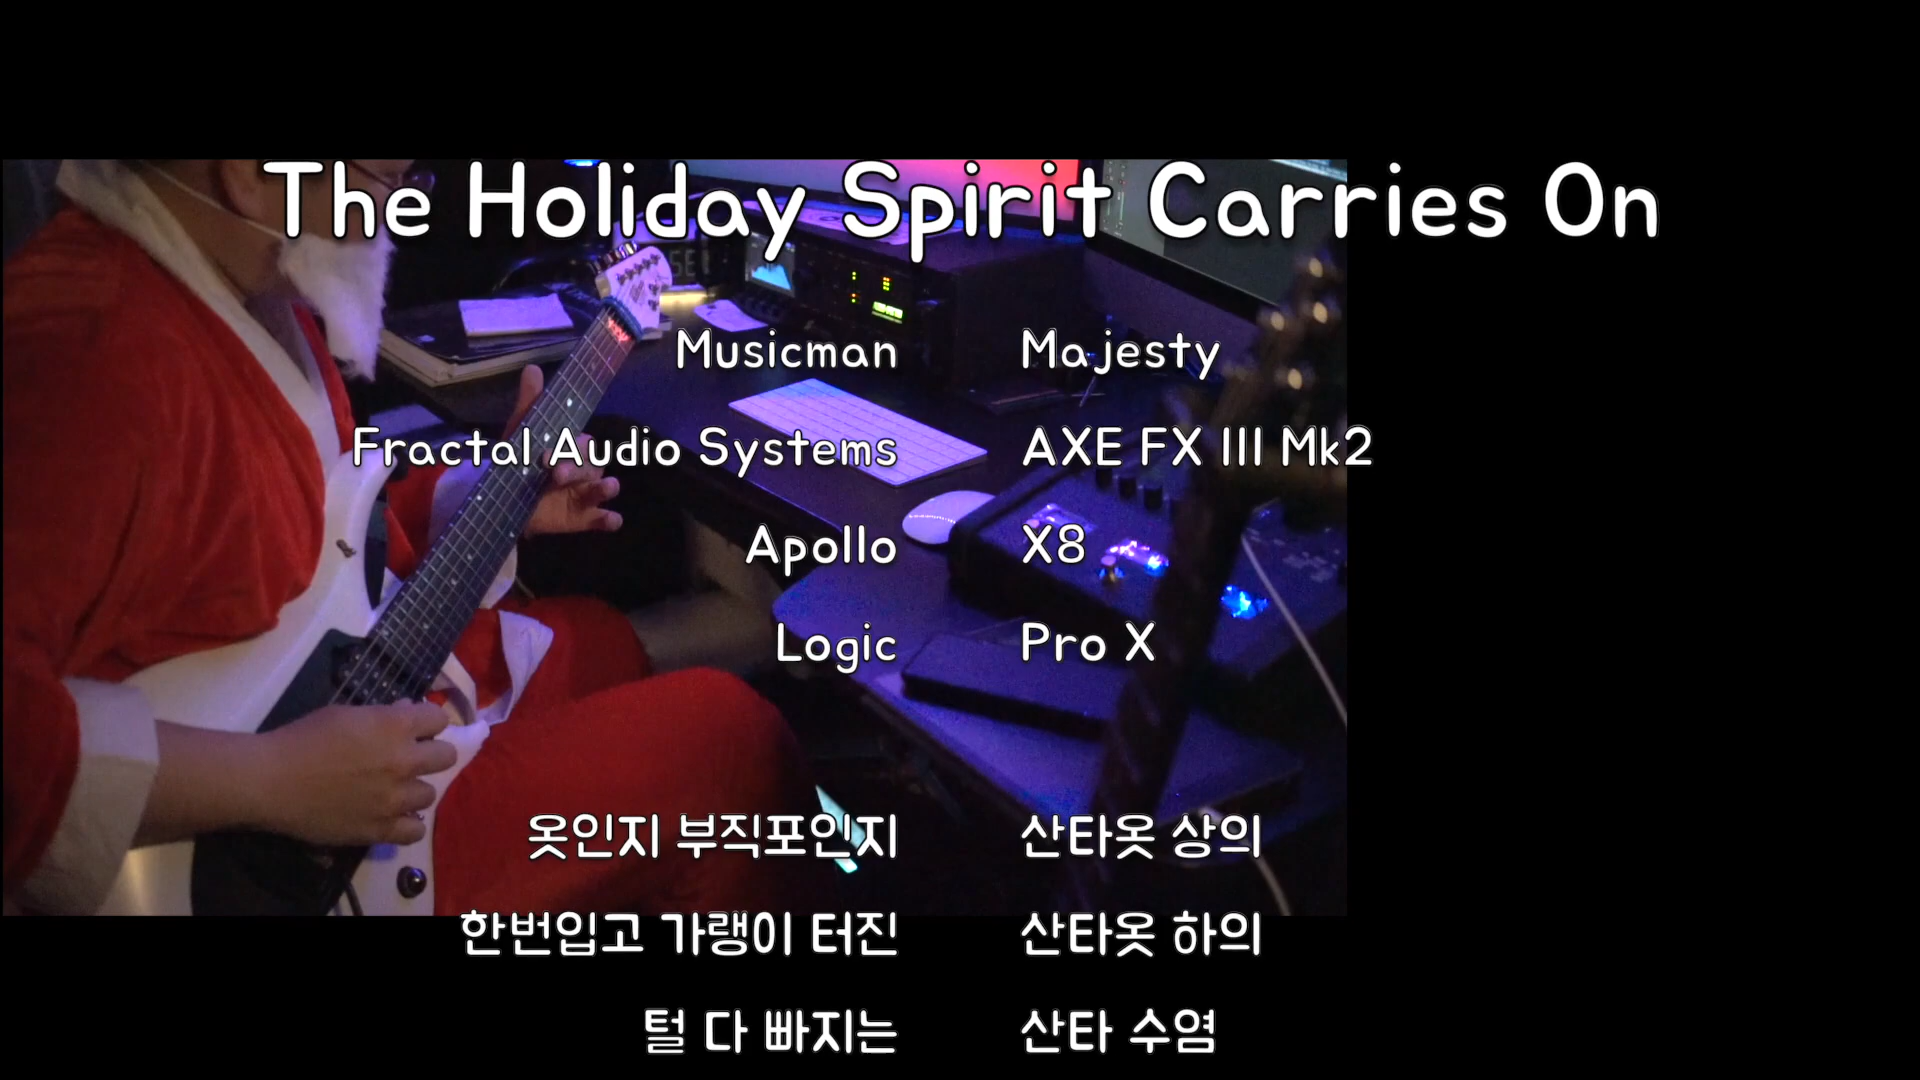 The Holiday Spirit Carries On
Musicman Majesty
Fractal Audio Systems AXE FX III Mk2
Apollo X8
Logic Pro X
옷인지 부직포인지 산타옷 상의
한번입고 가랭이 터진 산타옷 하의
털 다 빠지는 산타 수염